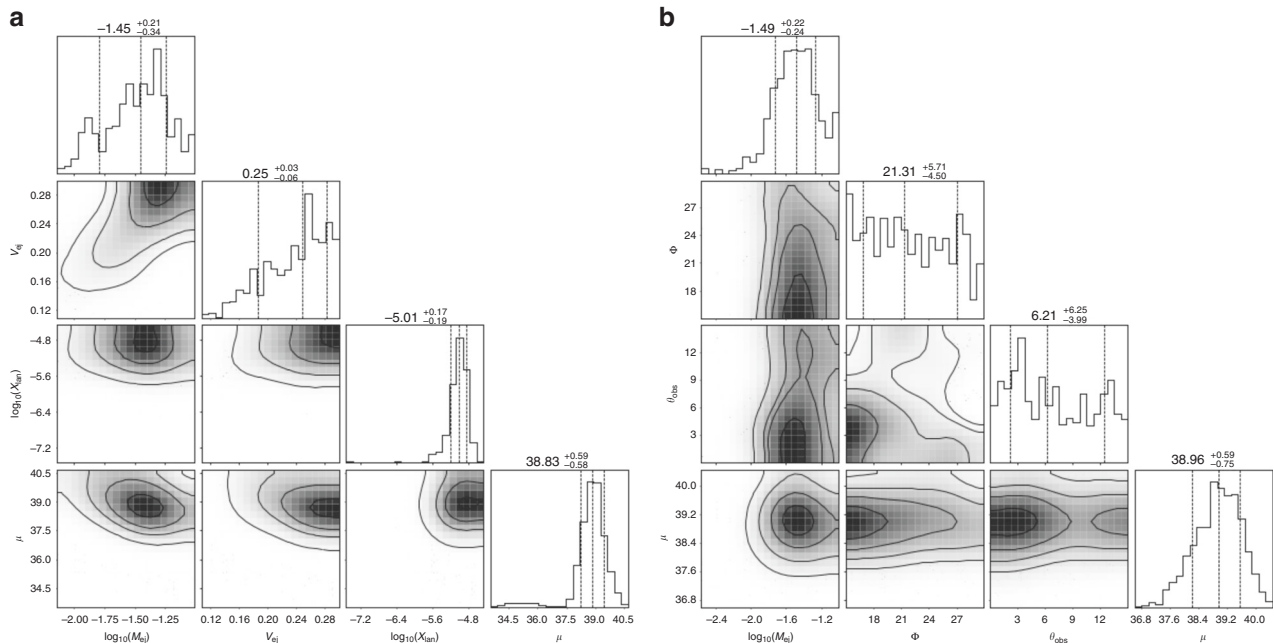 a
−1.45 +0.21 −0.34
0.28
0.24
0.20
0.16
0.12
V_ej
0.25 +0.03 −0.06
−4.8
−5.6
−6.4
−7.2
log10(X_lan)
−5.01 +0.17 −0.19
40.5
39.0
37.5
36.0
34.5
μ
38.83 +0.59 −0.58
−2.00 −1.75 −1.50 −1.25
log10(M_ej)
0.12 0.16 0.20 0.24 0.28
V_ej
−7.2 −6.4 −5.6 −4.8
log10(X_lan)
34.5 36.0 37.5 39.0 40.5
μ
b
−1.49 +0.22 −0.24
27
24
21
18
15
Φ
21.31 +5.71 −4.50
12
9
6
3
θ_obs
6.21 +6.25 −3.99
40.0
39.2
38.4
37.6
36.8
μ
38.96 +0.59 −0.75
−2.4 −2.0 −1.6 −1.2
log10(M_ej)
18 21 24 27
Φ
3 6 9 12
θ_obs
36.8 37.6 38.4 39.2 40.0
μ